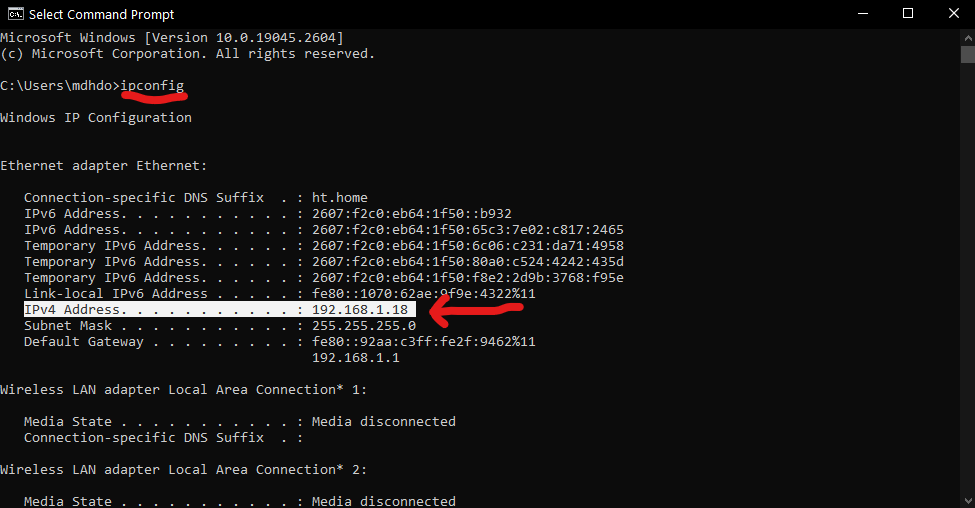 Select Command Prompt
Microsoft Windows [Version 10.0.19045.2604]
(c) Microsoft Corporation. All rights reserved.
C:\Users\mdhdo>ipconfig
Windows IP Configuration
Ethernet adapter Ethernet:
Connection-specific DNS Suffix  . : ht.home
IPv6 Address. . . . . . . . . . . : 2607:f2c0:eb64:1f50::b932
IPv6 Address. . . . . . . . . . . : 2607:f2c0:eb64:1f50:65c3:7e02:c817:2465
Temporary IPv6 Address. . . . . . : 2607:f2c0:eb64:1f50:6c06:c231:da71:4958
Temporary IPv6 Address. . . . . . : 2607:f2c0:eb64:1f50:80a0:c524:4242:435d
Temporary IPv6 Address. . . . . . : 2607:f2c0:eb64:1f50:f8e2:2d9b:3768:f95e
Link-local IPv6 Address . . . . . : fe80::1070:62ae:9f9e:4322%11
IPv4 Address. . . . . . . . . . . : 192.168.1.18
Subnet Mask . . . . . . . . . . . : 255.255.255.0
Default Gateway . . . . . . . . . : fe80::92aa:c3ff:fe2f:9462%11
192.168.1.1
Wireless LAN adapter Local Area Connection* 1:
Media State . . . . . . . . . . . : Media disconnected
Connection-specific DNS Suffix  . :
Wireless LAN adapter Local Area Connection* 2:
Media State . . . . . . . . . . . : Media disconnected